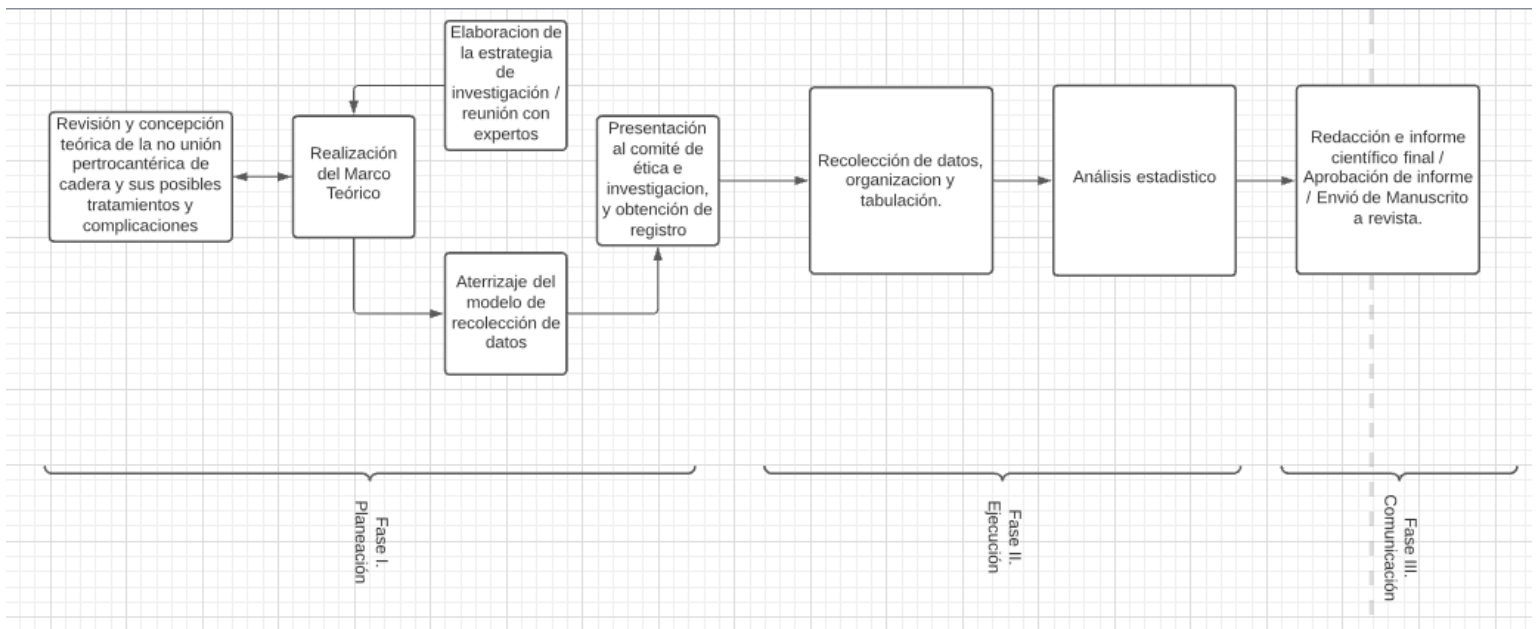 Elaboracion de
la estrategia
de
investigación /
reunión con
expertos
Revisión y concepción
teórica de la no unión
pertrocantérica de
cadera y sus posibles
tratamientos y
complicaciones
Realización
del Marco
Teórico
Aterrizaje del
modelo de
recolección de
datos
Presentación
al comité de
ética e
investigacion,
y obtención de
registro
Recolección de datos,
organizacion y
tabulación.
Análisis estadistico
Redacción e informe
científico final /
Aprobación de informe
/ Envió de Manuscrito
a revista.
Fase I.
Planeación
Fase II.
Ejecución
Fase III.
Comunicación